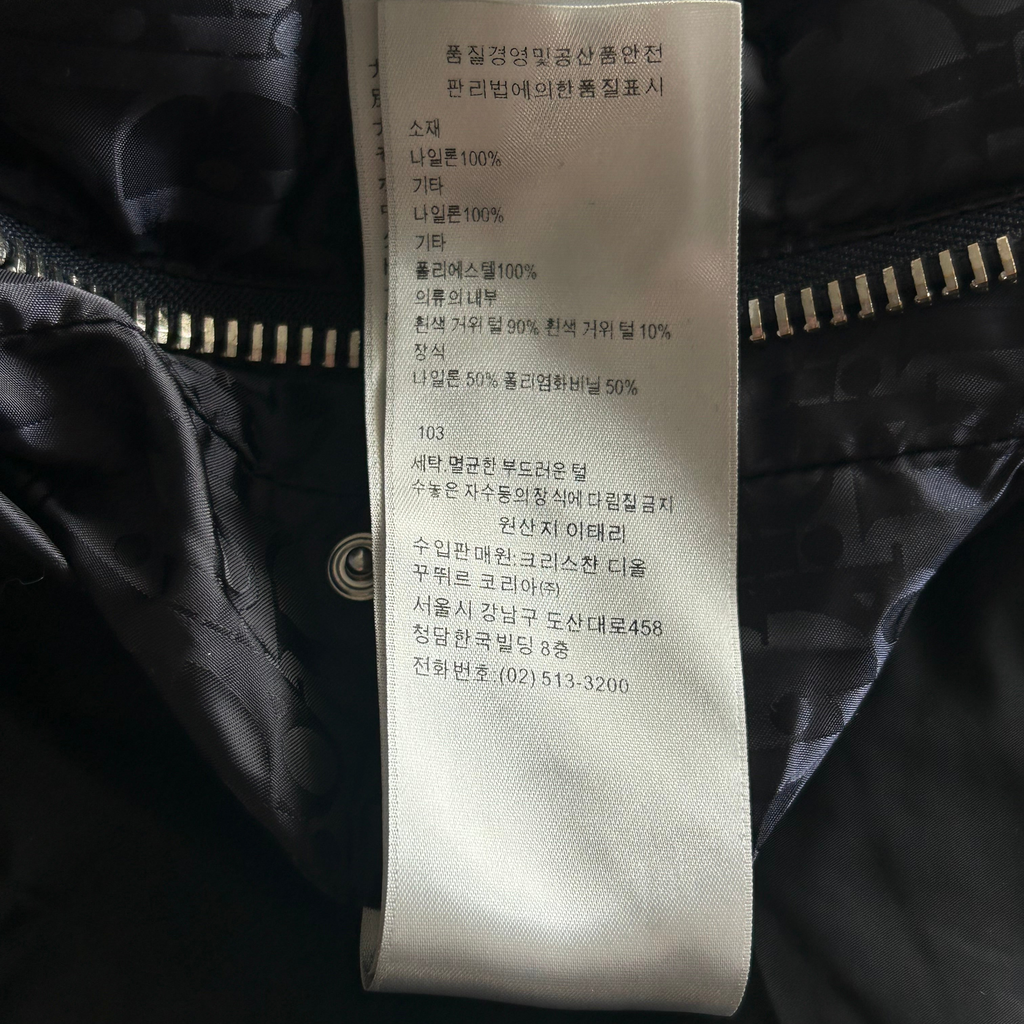 품질경영및공산품안전
판리법에의한품질표시
소재
나일론100%
기타
나일론100%
기타
폴리에스텔100%
의류의내부
흰색 거위 털 90% 흰색 거위 털 10%
장식
나일론 50% 폴리염화비닐 50%
103
세탁.멸균한 부드러운 털
수놓은 자수등의장식에 다림질 금지
원산지 이태리
수입판매원:크리스챤 디올
꾸뛰르 코리아㈜
서울시 강남구 도산대로458
청담한국빌딩 8층
전화번호:(02) 513-3200